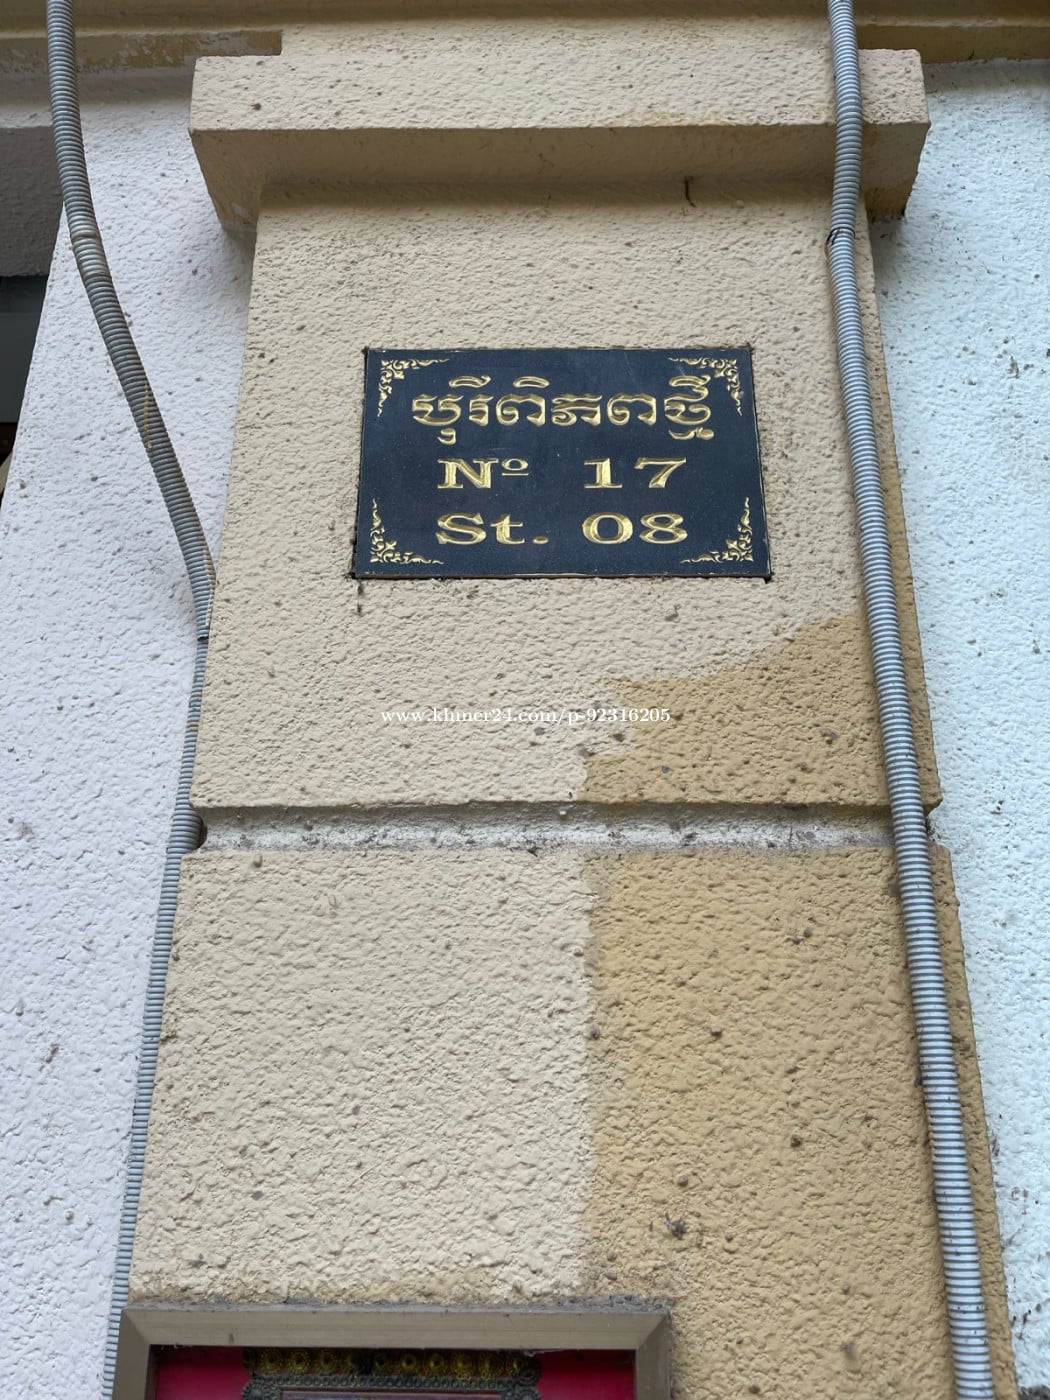 បុរីពិភពថ្មី
Nº 17
St. 08
www.khmer24.com/p-92316205